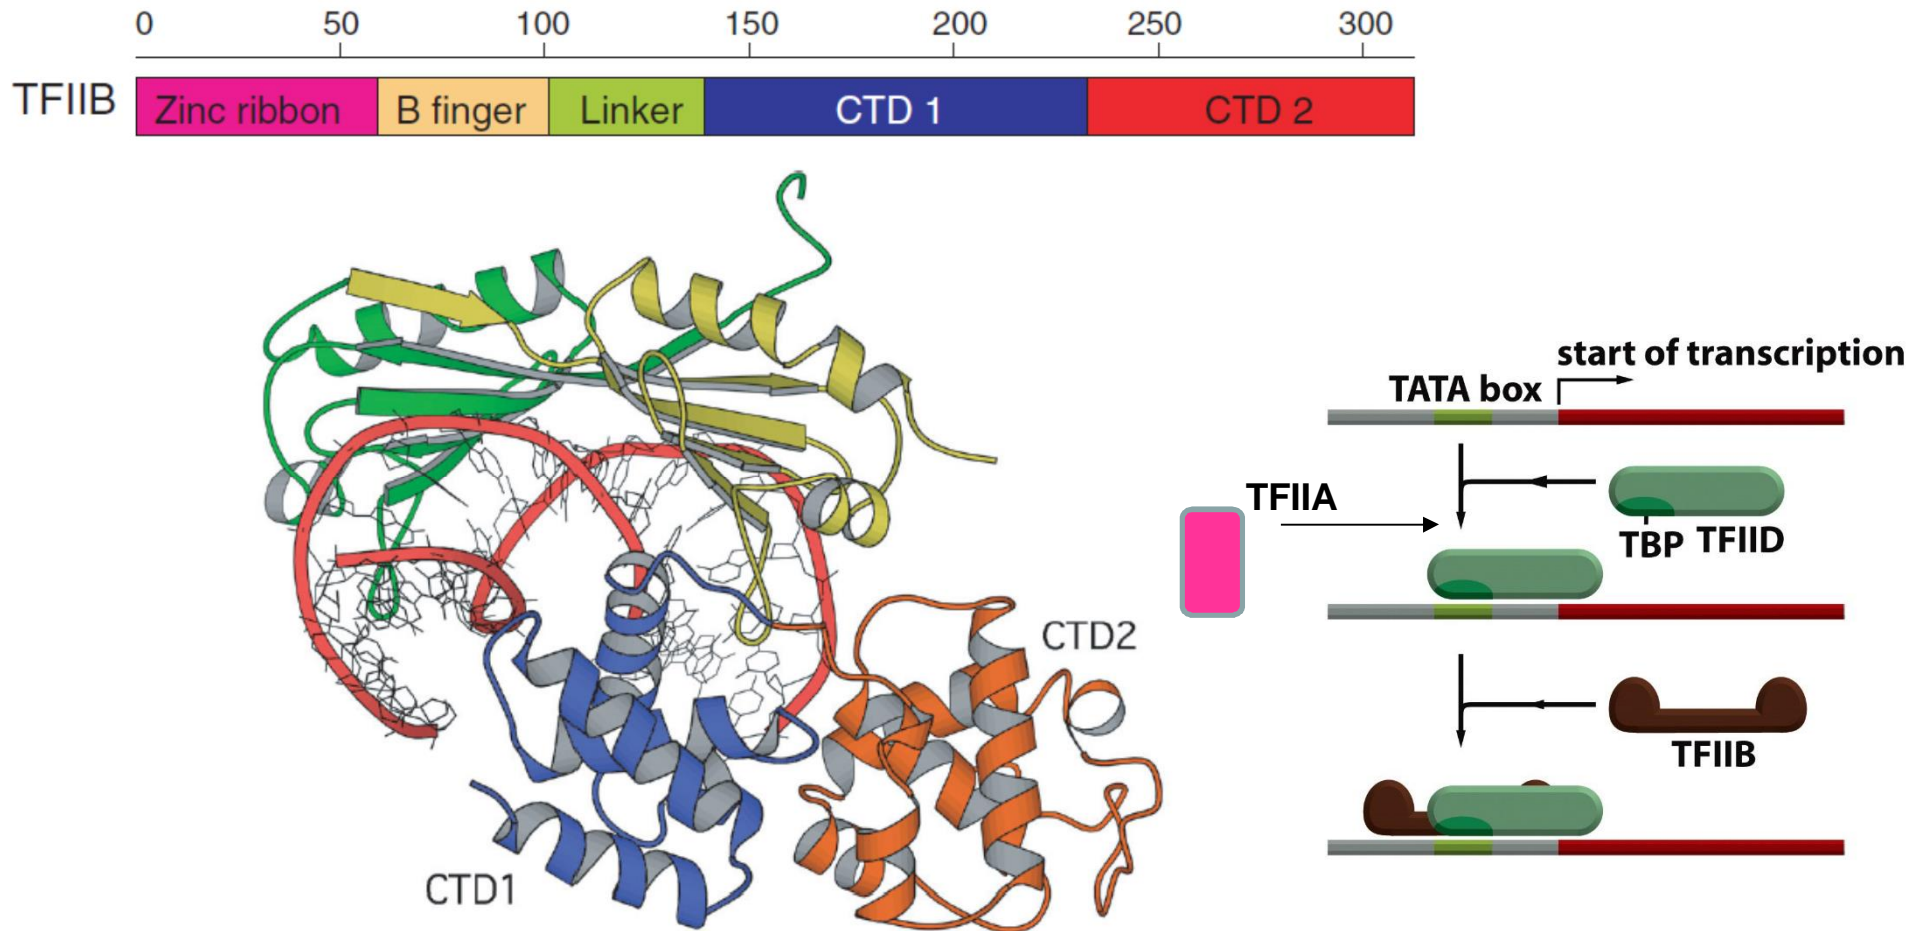 0 50 100 150 200 250 300
TFIIB Zinc ribbon B finger Linker CTD 1 CTD 2
start of transcription
TATA box
TFIIA
TBP TFIID
CTD2
TFIIB
CTD1